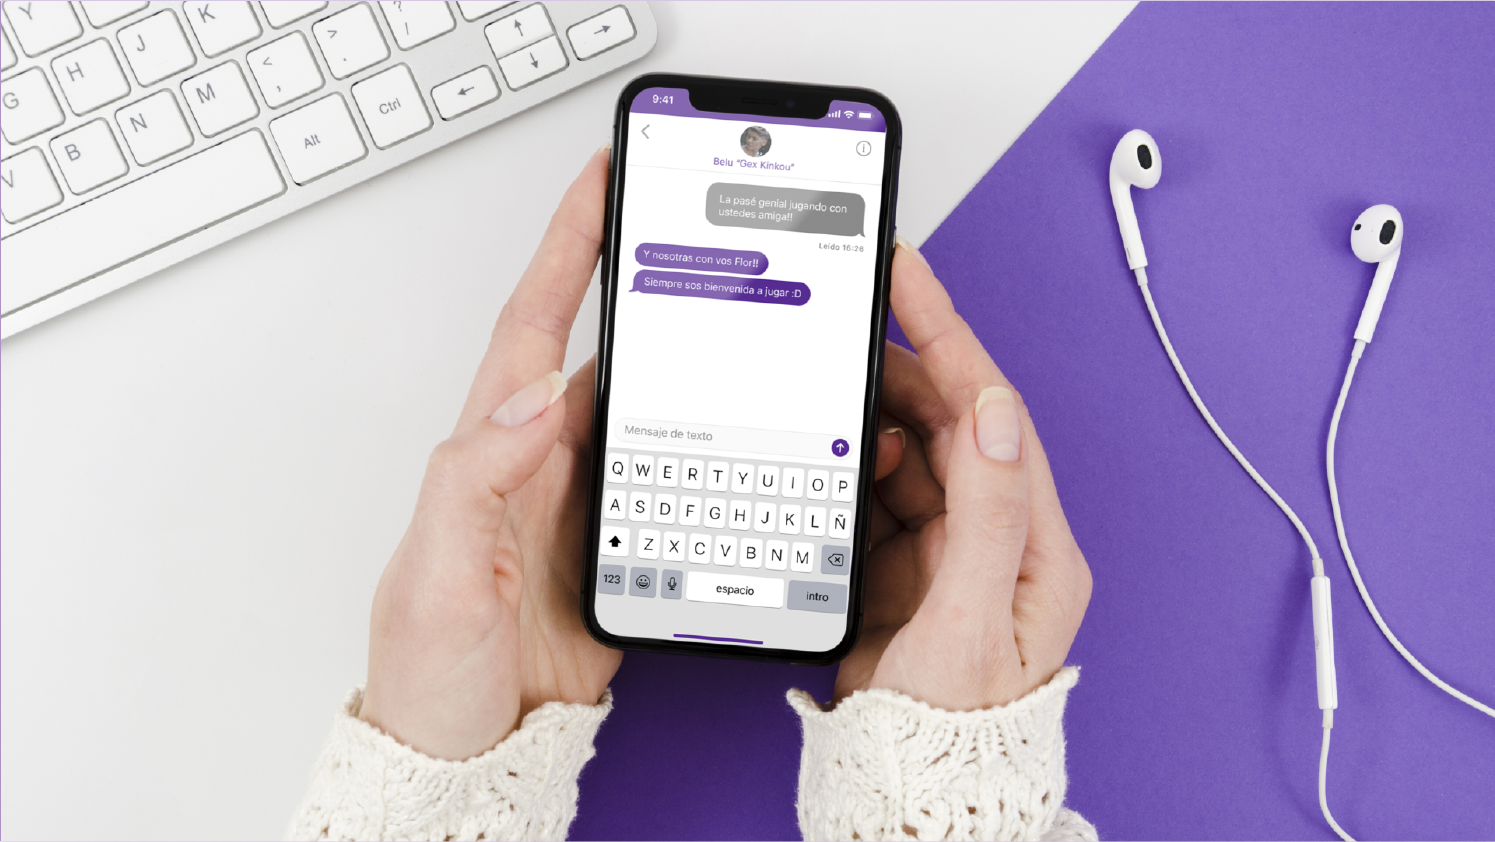 Y
K
?
/
H
J
>
.
G
M
<
,
B
N
Ctrl
V
Alt
9:41
Belu "Gex Kinkou"
La pasé genial jugando con
ustedes amiga!!
Leído 16:26
Y nosotras con vos Flor!!
Siempre sos bienvenida a jugar :D
Mensaje de texto
Q W E R T Y U I O P
A S D F G H J K L Ñ
Z X C V B N M
123 espacio intro